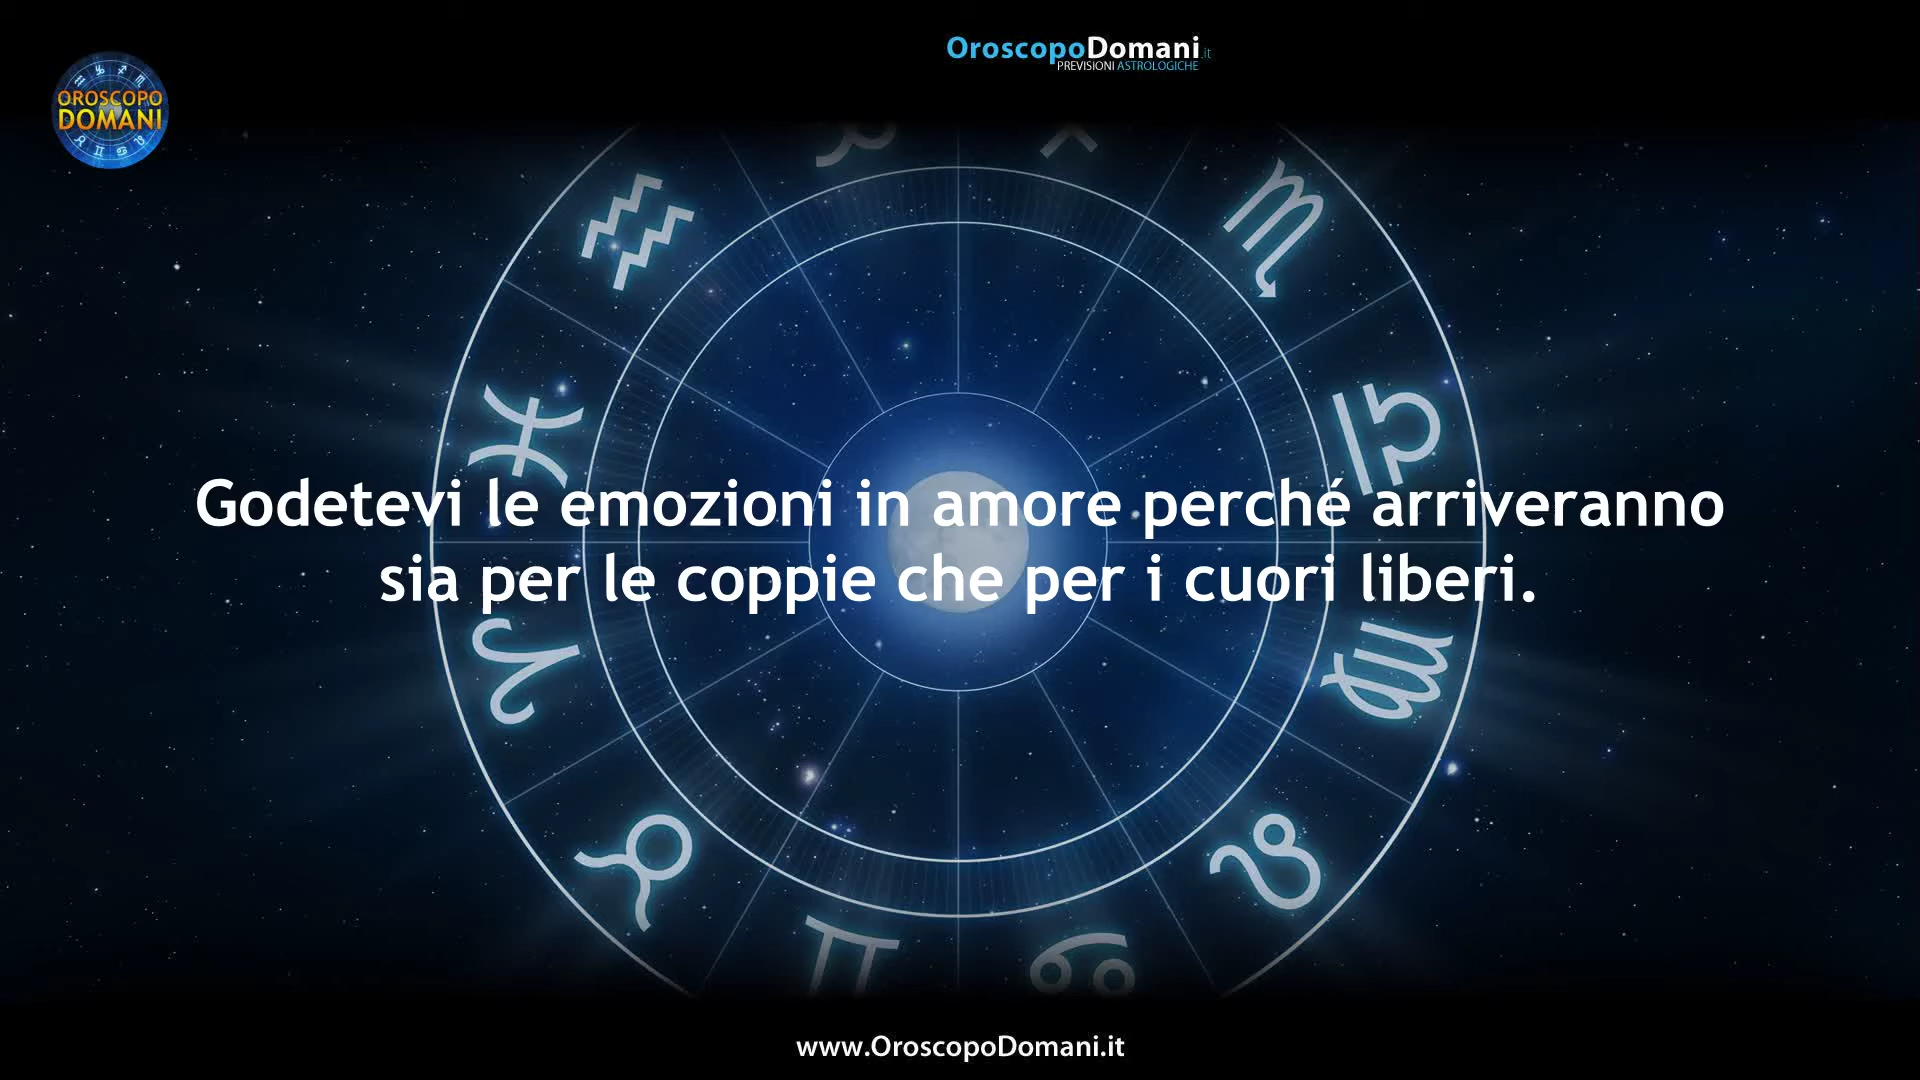 OroscopoDomani.it
PREVISIONI ASTROLOGICHE
OROSCOPO
DOMANI
Godetevi le emozioni in amore perché arriveranno
sia per le coppie che per i cuori liberi.
www.OroscopoDomani.it